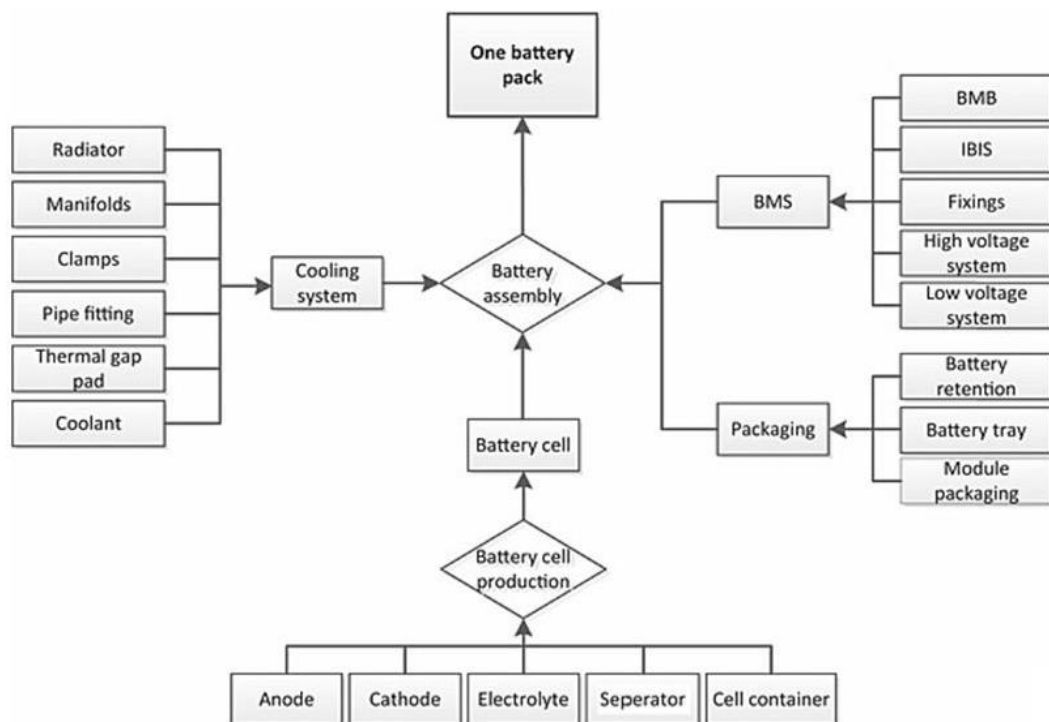 One battery
pack
Radiator
Manifolds
Clamps
Pipe fitting
Thermal gap
pad
Coolant
Cooling
system
Battery
assembly
BMS
BMB
IBIS
Fixings
High voltage
system
Low voltage
system
Packaging
Battery
retention
Battery tray
Module
packaging
Battery cell
Battery cell
production
Anode
Cathode
Electrolyte
Seperator
Cell container